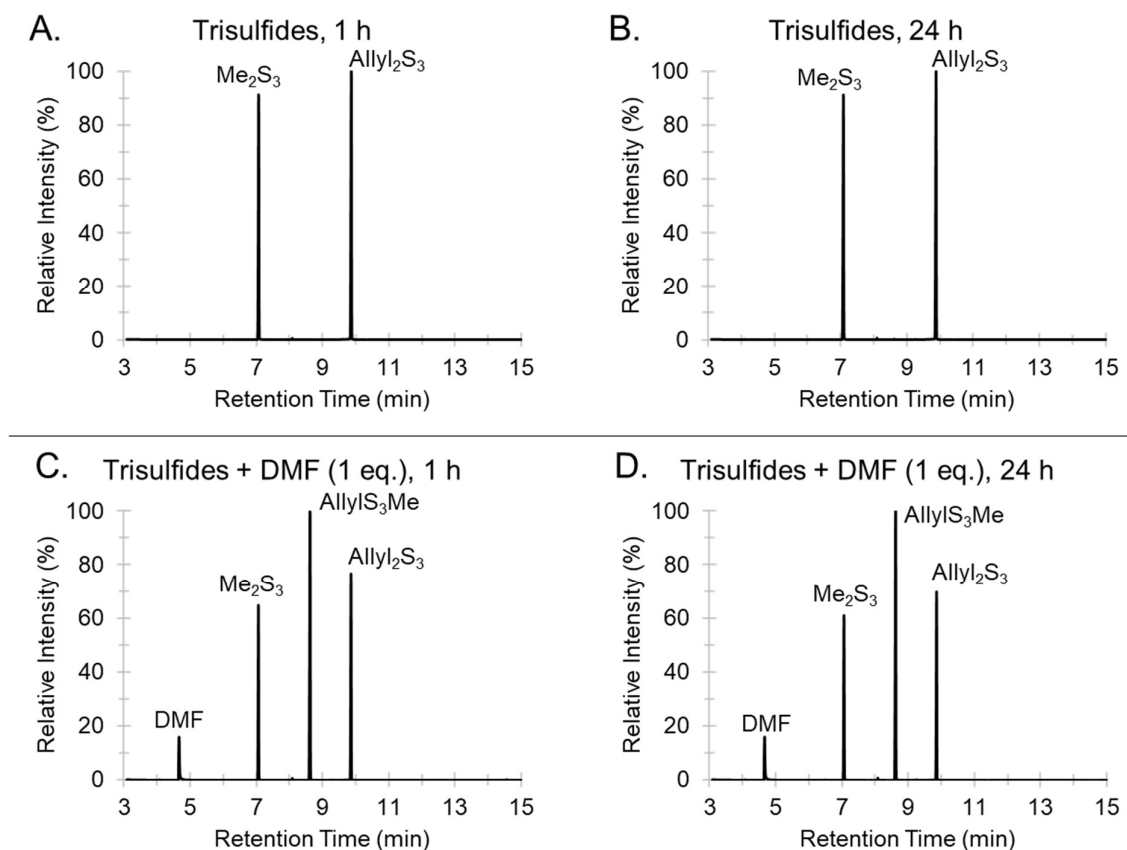 A. Trisulfides, 1 h
Relative Intensity (%)
100
80
60
40
20
0
Me₂S₃
Allyl₂S₃
3 5 7 9 11 13 15
Retention Time (min)
B. Trisulfides, 24 h
Relative Intensity (%)
100
80
60
40
20
0
Me₂S₃
Allyl₂S₃
3 5 7 9 11 13 15
Retention Time (min)
C. Trisulfides + DMF (1 eq.), 1 h
Relative Intensity (%)
100
80
60
40
20
0
DMF
Me₂S₃
AllylS₃Me
Allyl₂S₃
3 5 7 9 11 13 15
Retention Time (min)
D. Trisulfides + DMF (1 eq.), 24 h
Relative Intensity (%)
100
80
60
40
20
0
DMF
Me₂S₃
AllylS₃Me
Allyl₂S₃
3 5 7 9 11 13 15
Retention Time (min)